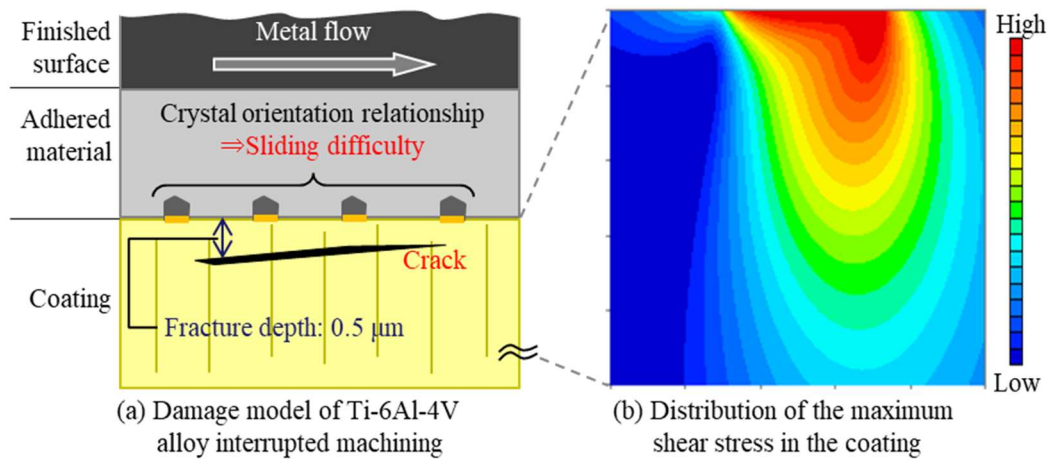 Finished
surface
Metal flow
Adhered
material
Crystal orientation relationship
⇒Sliding difficulty
Coating
Crack
Fracture depth: 0.5 μm
(a) Damage model of Ti-6Al-4V
alloy interrupted machining
High
Low
(b) Distribution of the maximum
shear stress in the coating